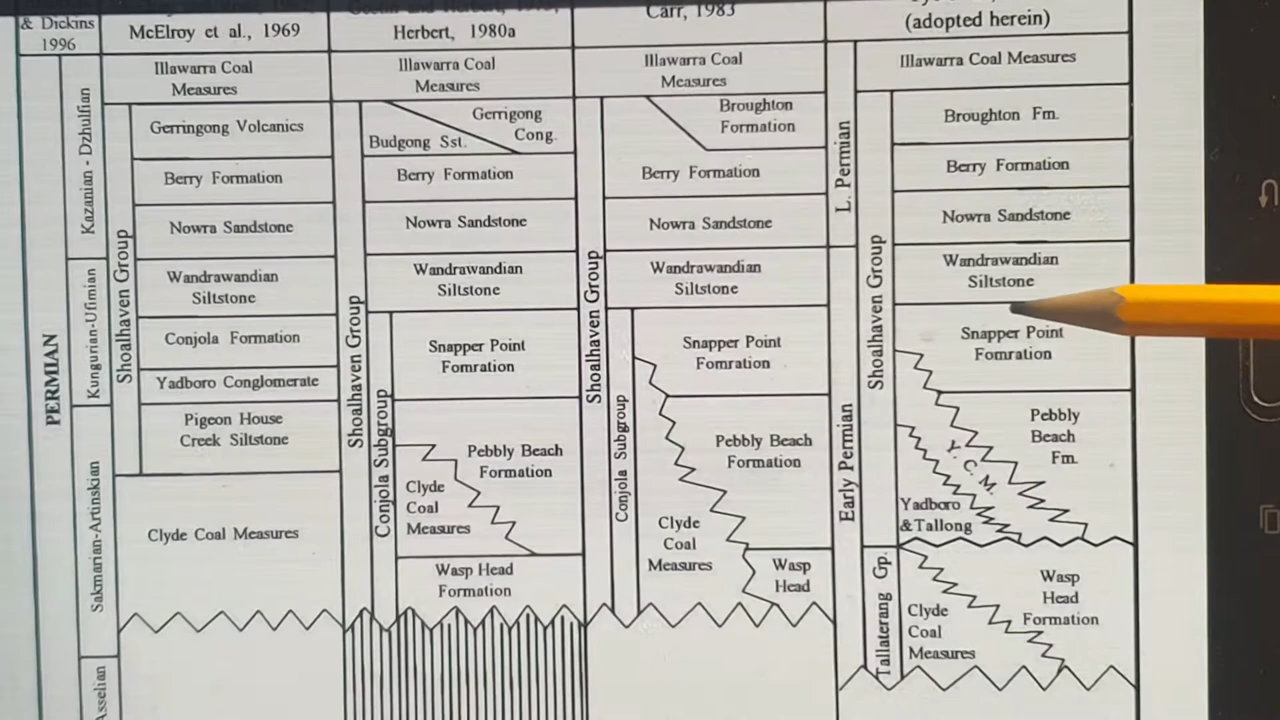 & Dickins
1996
McElroy et al., 1969
Herbert, 1980a
Carr, 1983
(adopted herein)
PERMIAN
Kazanian - Dzhulfian
Kungurian-Ufimian
Sakmarian-Artinskian
Asselian
Illawarra Coal
Measures
Shoalhaven Group
Gerringong Volcanics
Berry Formation
Nowra Sandstone
Wandrawandian
Siltstone
Conjola Formation
Yadboro Conglomerate
Pigeon House
Creek Siltstone
Clyde Coal Measures
Illawarra Coal
Measures
Shoalhaven Group
Gerrigong
Cong.
Budgong Sst.
Berry Formation
Nowra Sandstone
Wandrawandian
Siltstone
Conjola Subgroup
Snapper Point
Fomration
Pebbly Beach
Formation
Clyde
Coal
Measures
Wasp Head
Formation
Illawarra Coal
Measures
Shoalhaven Group
Broughton
Formation
Berry Formation
Nowra Sandstone
Wandrawandian
Siltstone
Conjola Subgroup
Snapper Point
Fomration
Pebbly Beach
Formation
Clyde
Coal
Measures
Wasp
Head
L. Permian
Early Permian
Illawarra Coal Measures
Shoalhaven Group
Broughton Fm.
Berry Formation
Nowra Sandstone
Wandrawandian
Siltstone
Snapper Point
Fomration
Pebbly
Beach
Fm.
Y. C. M.
Yadboro
&Tallong
Tallaterang Gp.
Wasp
Head
Formation
Clyde
Coal
Measures